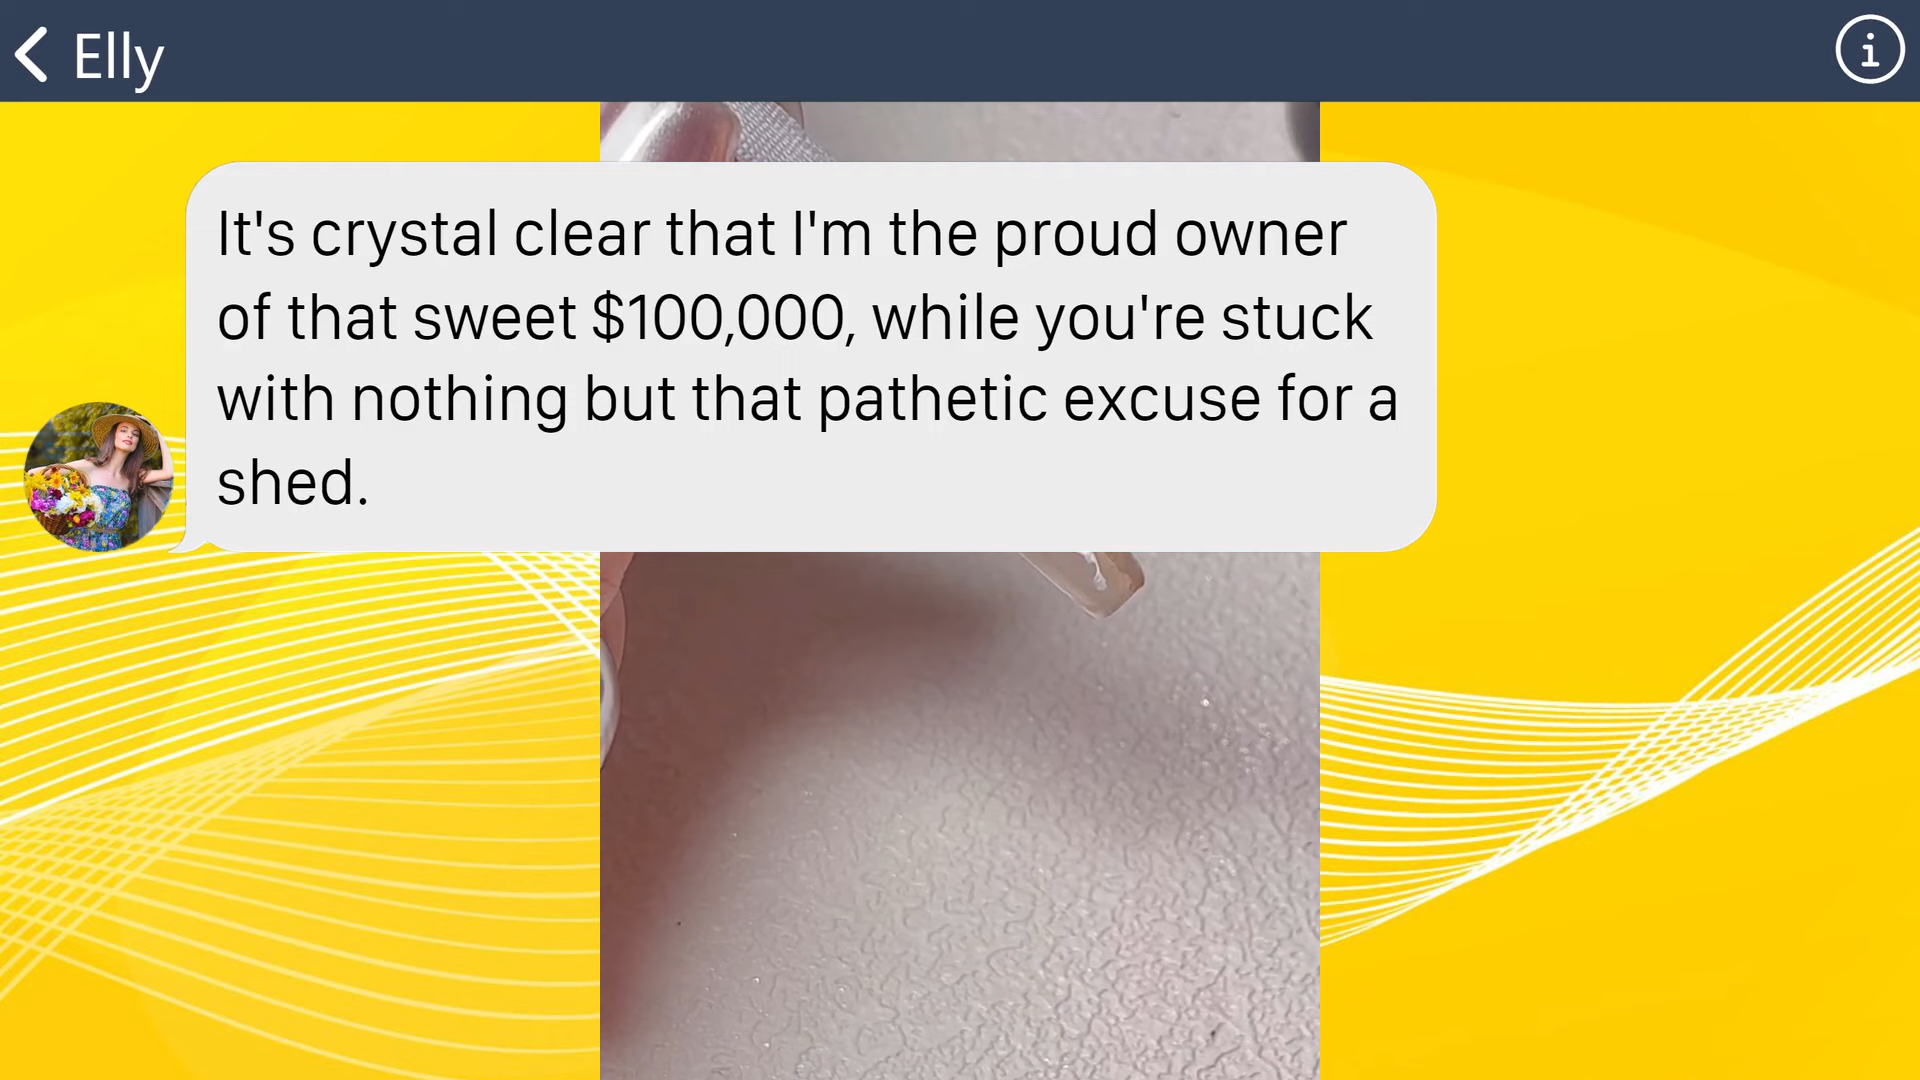 Elly
It's crystal clear that I'm the proud owner
of that sweet $100,000, while you're stuck
with nothing but that pathetic excuse for a
shed.